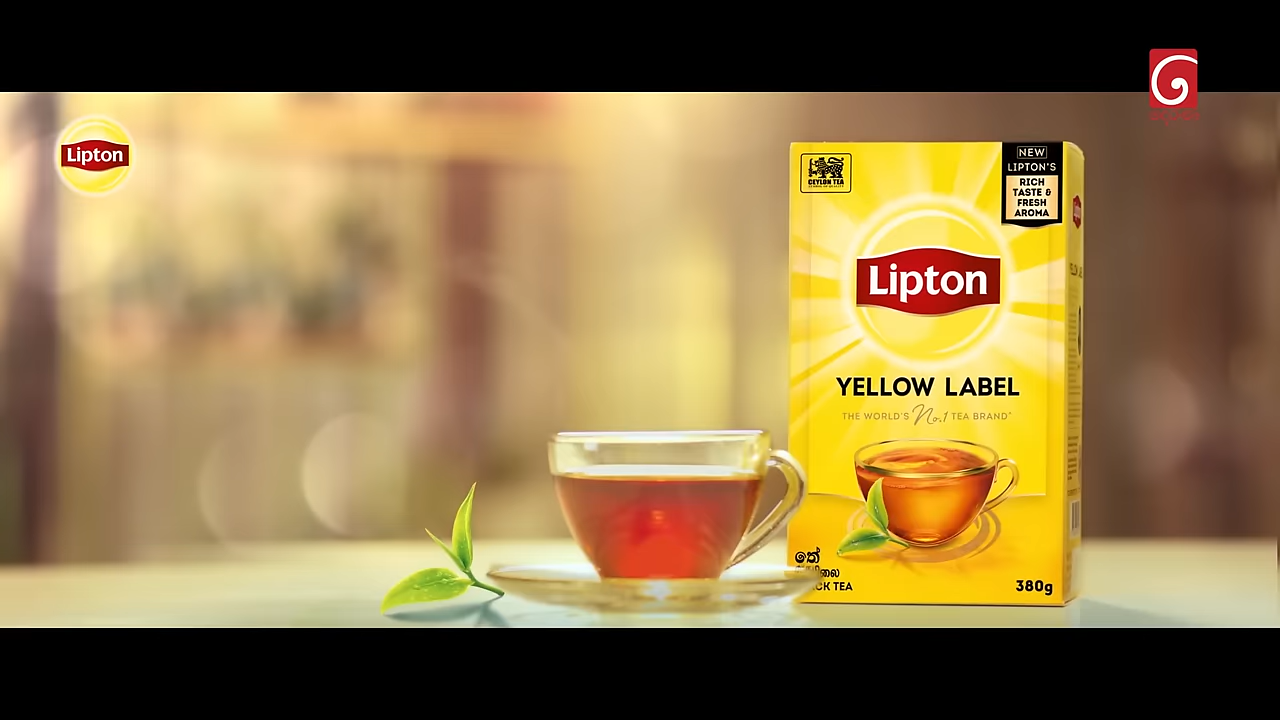 Lipton
CEYLON TEA
NEW
LIPTON'S
RICH
TASTE &
FRESH
AROMA
Lipton
YELLOW LABEL
THE WORLD'S No.1 TEA BRAND*
තේ
TEA
380g